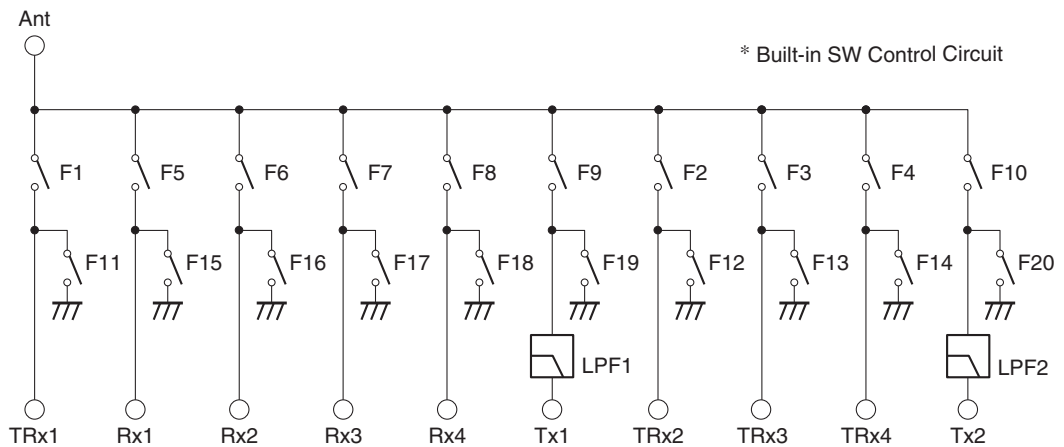 Ant
* Built-in SW Control Circuit
F1 F5 F6 F7 F8 F9 F2 F3 F4 F10
F11 F15 F16 F17 F18 F19 F12 F13 F14 F20
LPF1 LPF2
TRx1 Rx1 Rx2 Rx3 Rx4 Tx1 TRx2 TRx3 TRx4 Tx2